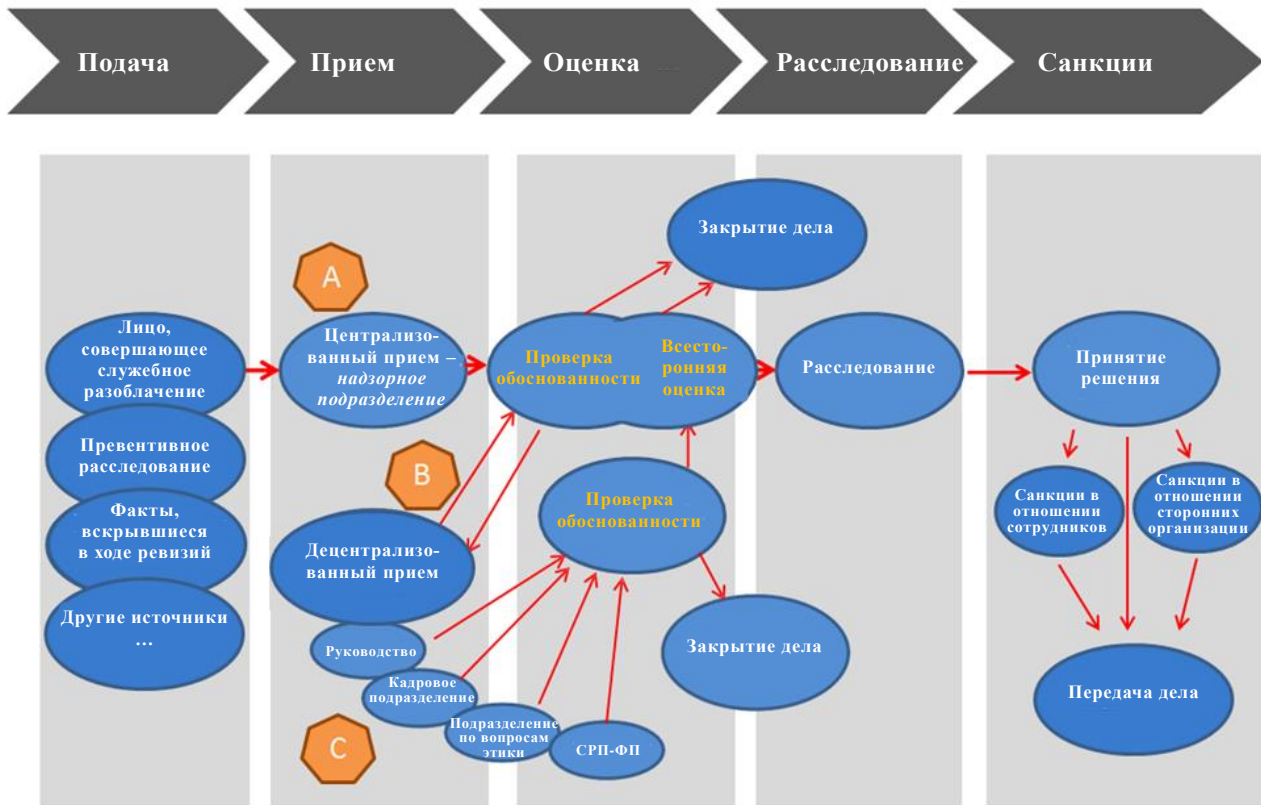 Подача
Прием
Оценка ...
Расследование
Санкции
Лицо,
совершающее
служебное
разоблачение
Превентивное
расследование
Факты,
вскрывшиеся
в ходе ревизий
Другие источники
...
A
Централизо-
ванный прием –
надзорное
подразделение
B
Децентрализо-
ванный прием
Руководство
Кадровое
подразделение
Подразделение
по вопросам
этики
СРП-ФП
C
Закрытие дела
Проверка
обоснованности
Всесто-
ронняя
оценка
Проверка
обоснованности
Закрытие дела
Расследование
Принятие
решения
Санкции в
отношении
сотрудников
Санкции в
отношении
сторонних
организации
Передача дела